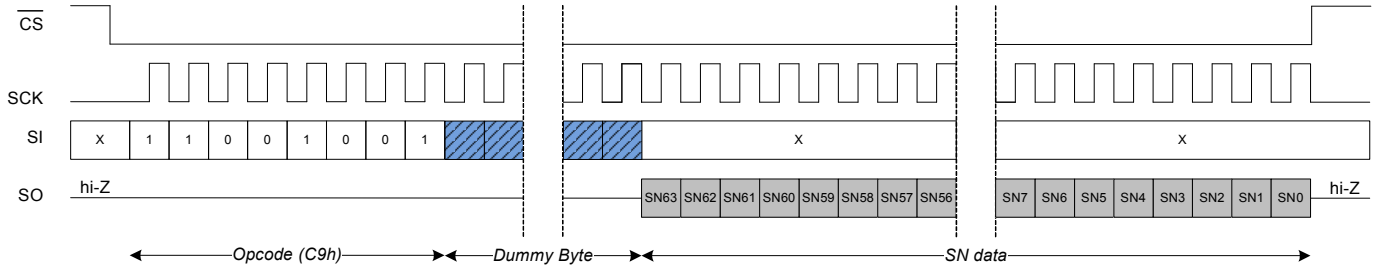 CS
SCK
SI X 1 1 0 0 1 0 0 1 X X
SO hi-Z SN63 SN62 SN61 SN60 SN59 SN58 SN57 SN56 SN7 SN6 SN5 SN4 SN3 SN2 SN1 SN0 hi-Z
Opcode (C9h) Dummy Byte SN data